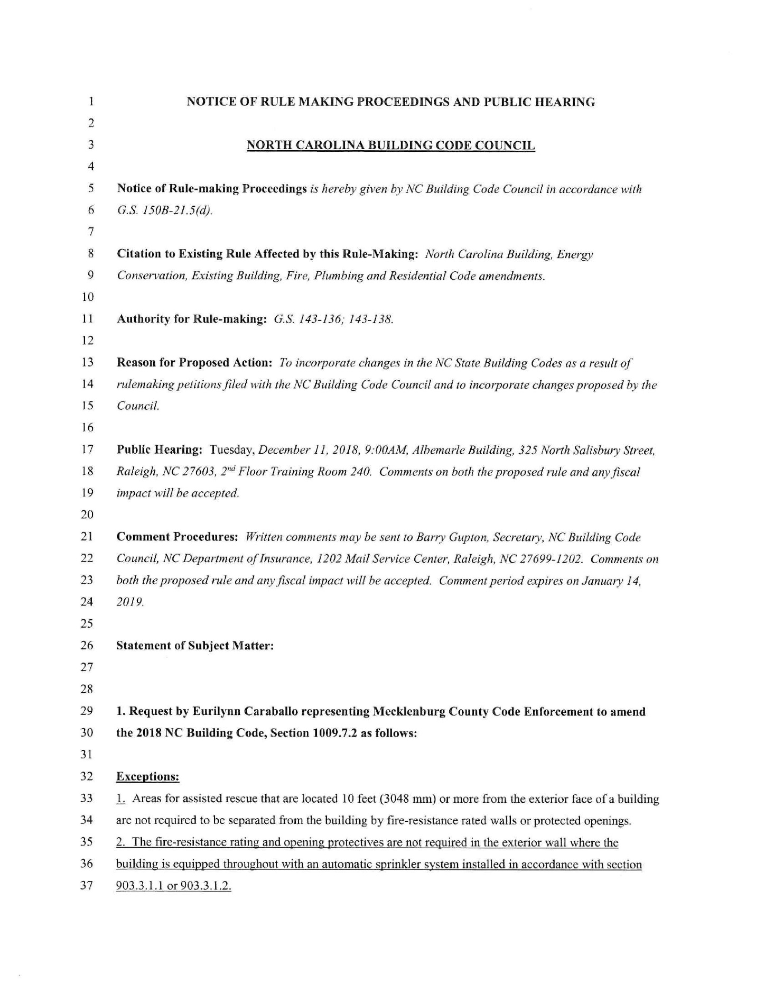 1 NOTICE OF RULE MAKING PROCEEDINGS AND PUBLIC HEARING
2
3 NORTH CAROLINA BUILDING CODE COUNCIL
4
5 Notice of Rule-making Proceedings is hereby given by NC Building Code Council in accordance with
6 G.S. 150B-21.5(d).
7
8 Citation to Existing Rule Affected by this Rule-Making: North Carolina Building, Energy
9 Conservation, Existing Building, Fire, Plumbing and Residential Code amendments.
10
11 Authority for Rule-making: G.S. 143-136; 143-138.
12
13 Reason for Proposed Action: To incorporate changes in the NC State Building Codes as a result of
14 rulemaking petitions filed with the NC Building Code Council and to incorporate changes proposed by the
15 Council.
16
17 Public Hearing: Tuesday, December 11, 2018, 9:00AM, Albemarle Building, 325 North Salisbury Street,
18 Raleigh, NC 27603, 2nd Floor Training Room 240. Comments on both the proposed rule and any fiscal
19 impact will be accepted.
20
21 Comment Procedures: Written comments may be sent to Barry Gupton, Secretary, NC Building Code
22 Council, NC Department of Insurance, 1202 Mail Service Center, Raleigh, NC 27699-1202. Comments on
23 both the proposed rule and any fiscal impact will be accepted. Comment period expires on January 14,
24 2019.
25
26 Statement of Subject Matter:
27
28
29 1. Request by Eurilynn Caraballo representing Mecklenburg County Code Enforcement to amend
30 the 2018 NC Building Code, Section 1009.7.2 as follows:
31
32 Exceptions:
33 1. Areas for assisted rescue that are located 10 feet (3048 mm) or more from the exterior face of a building
34 are not required to be separated from the building by fire-resistance rated walls or protected openings.
35 2. The fire-resistance rating and opening protectives are not required in the exterior wall where the
36 building is equipped throughout with an automatic sprinkler system installed in accordance with section
37 903.3.1.1 or 903.3.1.2.